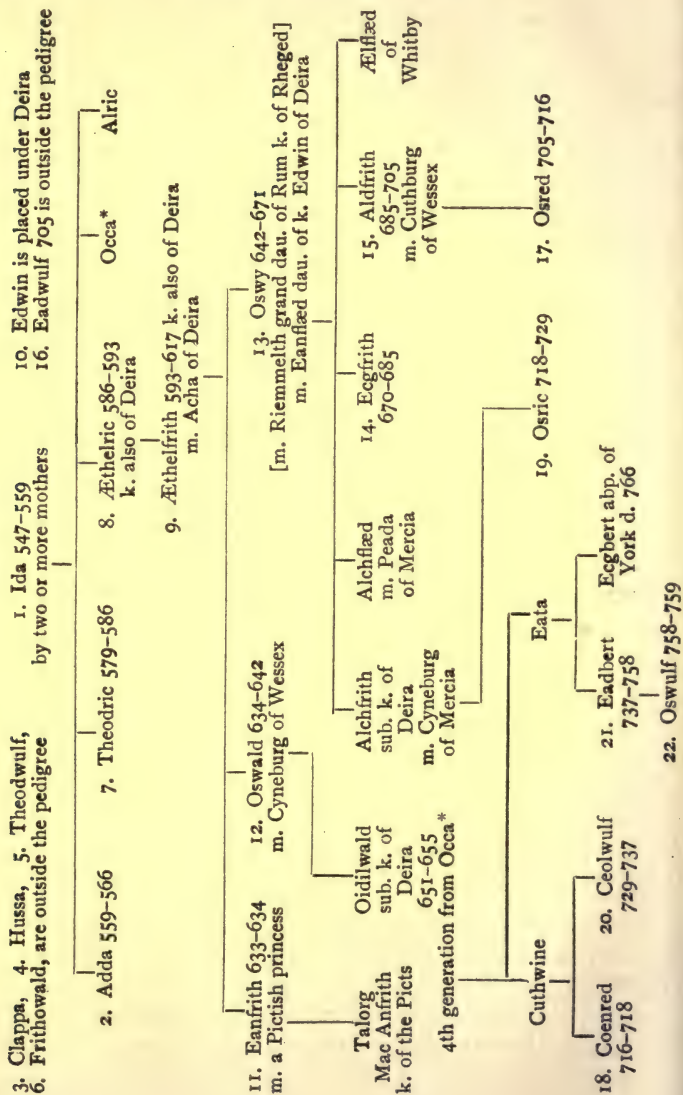 3. Clappa, 4. Hussa, 5. Theodwulf,
6. Frithowald, are outside the pedigree
1. Ida 547–559
by two or more mothers
10. Edwin is placed under Deira
16. Eadwulf 705 is outside the pedigree
2. Adda 559–566
7. Theodric 579–586
8. Æthelric 586–593
k. also of Deira
Occa*
Alric
9. Æthelfrith 593–617 k. also of Deira
m. Acha of Deira
11. Eanfrith 633–634
m. a Pictish princess
12. Oswald 634–642
m. Cyneburg of Wessex
13. Oswy 642–671
[m. Riemmelth grand dau. of Rum k. of Rheged]
m. Eanflæd dau. of k. Edwin of Deira
Talorg
Mac Anfrith
k. of the Picts
Oidilwald
sub. k. of
Deira
651–655
Alchfrith
sub. k. of
Deira
m. Cyneburg
of Mercia
Alchflæd
m. Peada
of Mercia
14. Ecgfrith
670–685
15. Aldfrith
685–705
m. Cuthburg
of Wessex
Ælflæd
of
Whitby
4th generation from Occa*
19. Osric 718–729
17. Osred 705–716
Cuthwine
Eata
18. Coenred
716–718
20. Ceolwulf
729–737
21. Eadbert
737–758
Ecgbert abp. of
York d. 766
22. Oswulf 758–759